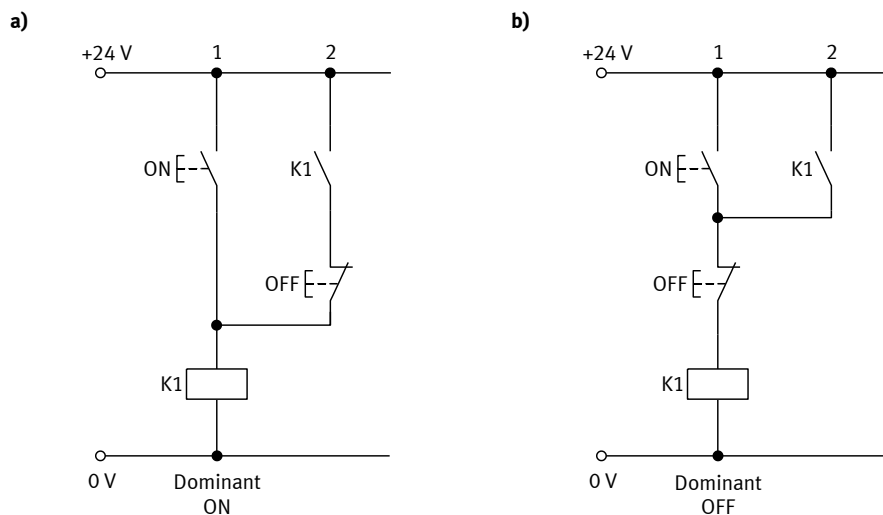 a)
+24 V
1
2
ON
K1
OFF
K1
0 V
Dominant
ON
b)
+24 V
1
2
ON
K1
OFF
K1
0 V
Dominant
OFF